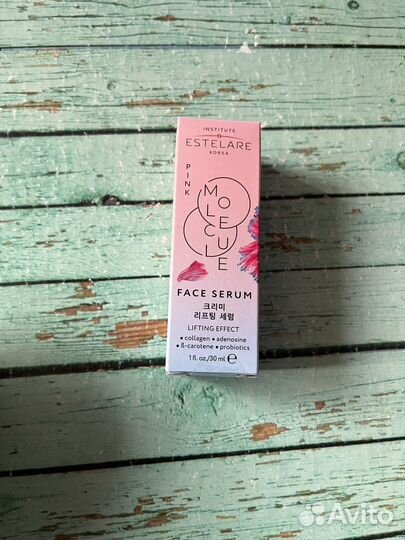 INSTITUTE
ESTELARE
KOREA
PINK
MOLECULE
FACE SERUM
크리미
리프팅 세럼
LIFTING EFFECT
• collagen • adenosine
• ß-carotene • probiotics
1 fl. oz./30 ml ℮
Avito